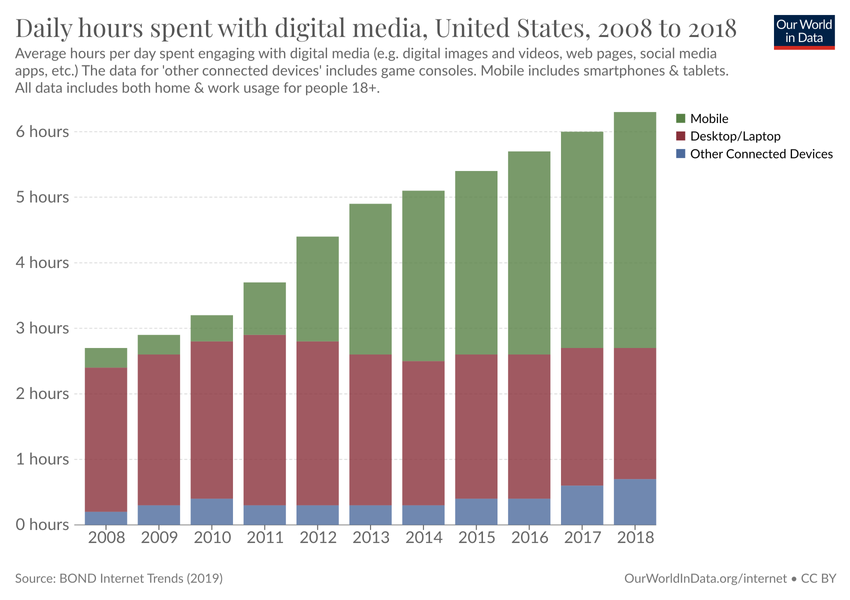 Daily hours spent with digital media, United States, 2008 to 2018
Our World
in Data
Average hours per day spent engaging with digital media (e.g. digital images and videos, web pages, social media
apps, etc.) The data for 'other connected devices' includes game consoles. Mobile includes smartphones & tablets.
All data includes both home & work usage for people 18+.
Mobile
Desktop/Laptop
Other Connected Devices
6 hours
5 hours
4 hours
3 hours
2 hours
1 hours
0 hours
2008 2009 2010 2011 2012 2013 2014 2015 2016 2017 2018
Source: BOND Internet Trends (2019)
OurWorldInData.org/internet • CC BY